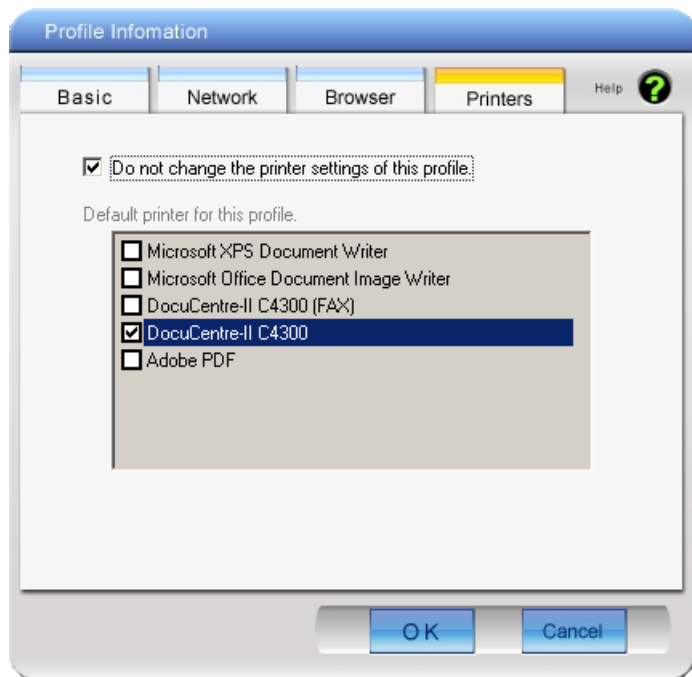 Profile Infomation
Basic Network Browser Printers Help ?
Do not change the printer settings of this profile.
Default printer for this profile.
Microsoft XPS Document Writer
Microsoft Office Document Image Writer
DocuCentre-II C4300 (FAX)
DocuCentre-II C4300
Adobe PDF
OK Cancel